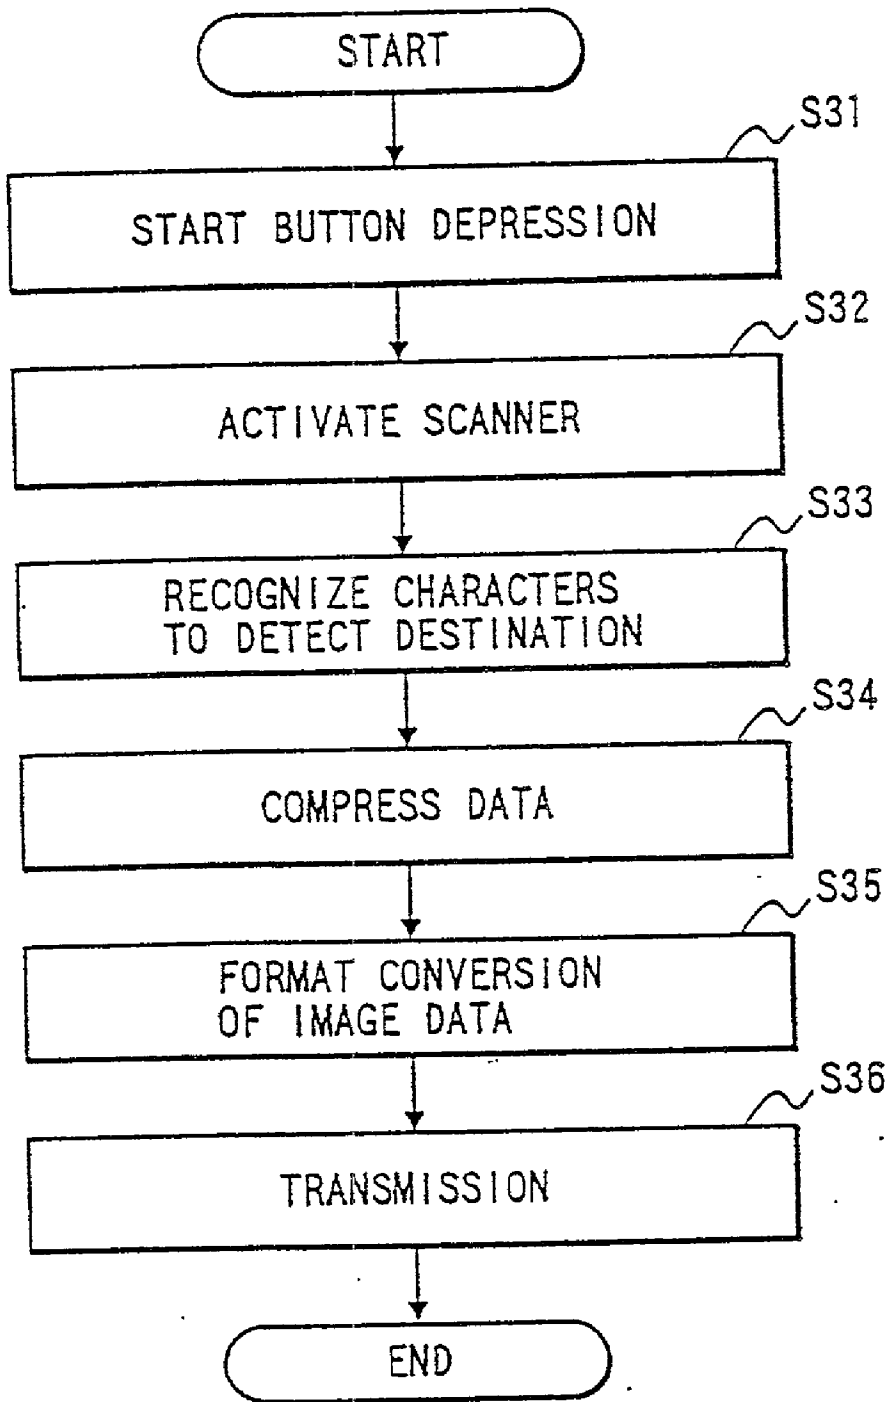 START
S31
START BUTTON DEPRESSION
S32
ACTIVATE SCANNER
S33
RECOGNIZE CHARACTERS
TO DETECT DESTINATION
S34
COMPRESS DATA
S35
FORMAT CONVERSION
OF IMAGE DATA
S36
TRANSMISSION
END